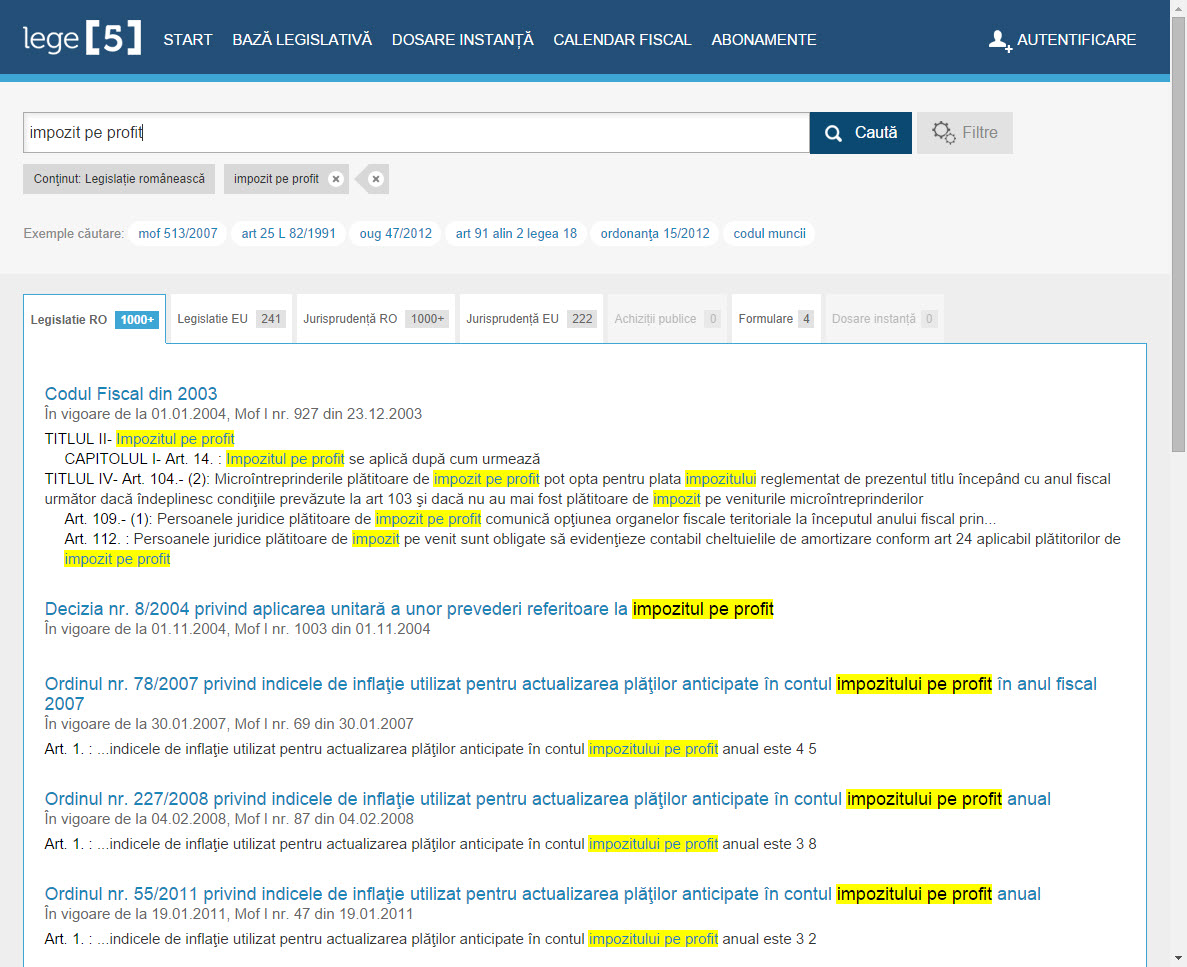 lege [5] START BAZĂ LEGISLATIVĂ DOSARE INSTANȚĂ CALENDAR FISCAL ABONAMENTE AUTENTIFICARE
impozit pe profit Caută Filtre
Conţinut: Legislație românească impozit pe profit
Exemple căutare: mof 513/2007 art 25 L 82/1991 oug 47/2012 art 91 alin 2 legea 18 ordonanţa 15/2012 codul muncii
Legislatie RO 1000+ Legislatie EU 241 Jurisprudență RO 1000+ Jurisprudență EU 222 Achiziții publice 0 Formulare 4 Dosare instanță 0
Codul Fiscal din 2003
În vigoare de la 01.01.2004, Mof I nr. 927 din 23.12.2003
TITLUL II- Impozitul pe profit
CAPITOLUL I- Art. 14. : Impozitul pe profit se aplică după cum urmează
TITLUL IV- Art. 104.- (2): Microîntreprinderile plătitoare de impozit pe profit pot opta pentru plata impozitului reglementat de prezentul titlu începând cu anul fiscal
următor dacă îndeplinesc condiţiile prevăzute la art 103 şi dacă nu au mai fost plătitoare de impozit pe veniturile microîntreprinderilor
Art. 109.- (1): Persoanele juridice plătitoare de impozit pe profit comunică opţiunea organelor fiscale teritoriale la începutul anului fiscal prin...
Art. 112. : Persoanele juridice plătitoare de impozit pe venit sunt obligate să evidenţieze contabil cheltuielile de amortizare conform art 24 aplicabil plătitorilor de
impozit pe profit
Decizia nr. 8/2004 privind aplicarea unitară a unor prevederi referitoare la impozitul pe profit
În vigoare de la 01.11.2004, Mof I nr. 1003 din 01.11.2004
Ordinul nr. 78/2007 privind indicele de inflaţie utilizat pentru actualizarea plăţilor anticipate în contul impozitului pe profit în anul fiscal
2007
În vigoare de la 30.01.2007, Mof I nr. 69 din 30.01.2007
Art. 1. : ...indicele de inflaţie utilizat pentru actualizarea plăţilor anticipate în contul impozitului pe profit anual este 4 5
Ordinul nr. 227/2008 privind indicele de inflaţie utilizat pentru actualizarea plăţilor anticipate în contul impozitului pe profit anual
În vigoare de la 04.02.2008, Mof I nr. 87 din 04.02.2008
Art. 1. : ...indicele de inflaţie utilizat pentru actualizarea plăţilor anticipate în contul impozitului pe profit anual este 3 8
Ordinul nr. 55/2011 privind indicele de inflaţie utilizat pentru actualizarea plăţilor anticipate în contul impozitului pe profit anual
În vigoare de la 19.01.2011, Mof I nr. 47 din 19.01.2011
Art. 1. : ...indicele de inflaţie utilizat pentru actualizarea plăţilor anticipate în contul impozitului pe profit anual este 3 2